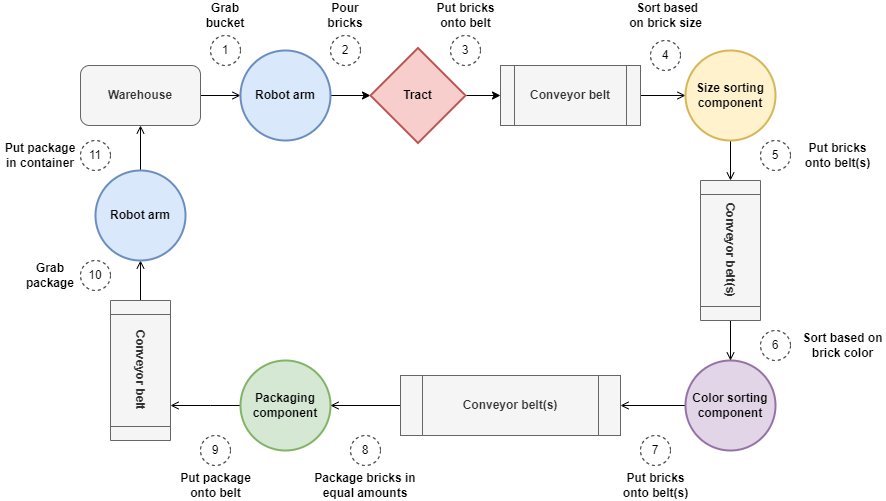 Grab
bucket
1
Pour
bricks
2
Put bricks
onto belt
3
Sort based
on brick size
4
Warehouse
Robot arm
Tract
Conveyor belt
Size sorting
component
5
Put bricks
onto belt(s)
Conveyor belt(s)
6
Sort based on
brick color
Color sorting
component
7
Put bricks
onto belt(s)
Conveyor belt(s)
8
Package bricks in
equal amounts
Packaging
component
9
Put package
onto belt
Conveyor belt
10
Grab
package
Robot arm
11
Put package
in container